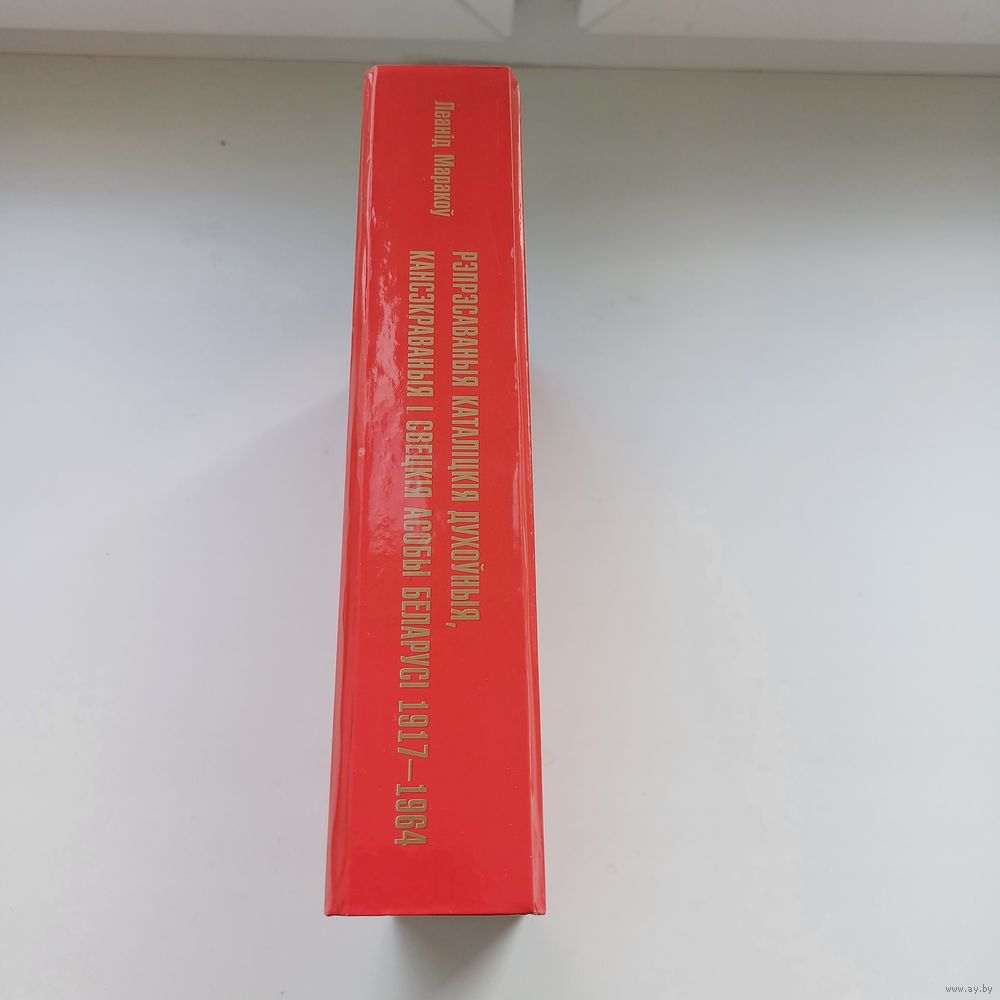 Леанід Маракоў
РЭПРЭСАВАНЫЯ КАТАЛІЦКІЯ ДУХОЎНЫЯ,
КАНСЭКРАВАНЫЯ І СВЕЦКІЯ АСОБЫ БЕЛАРУСІ 1917—1964
www.ay.by